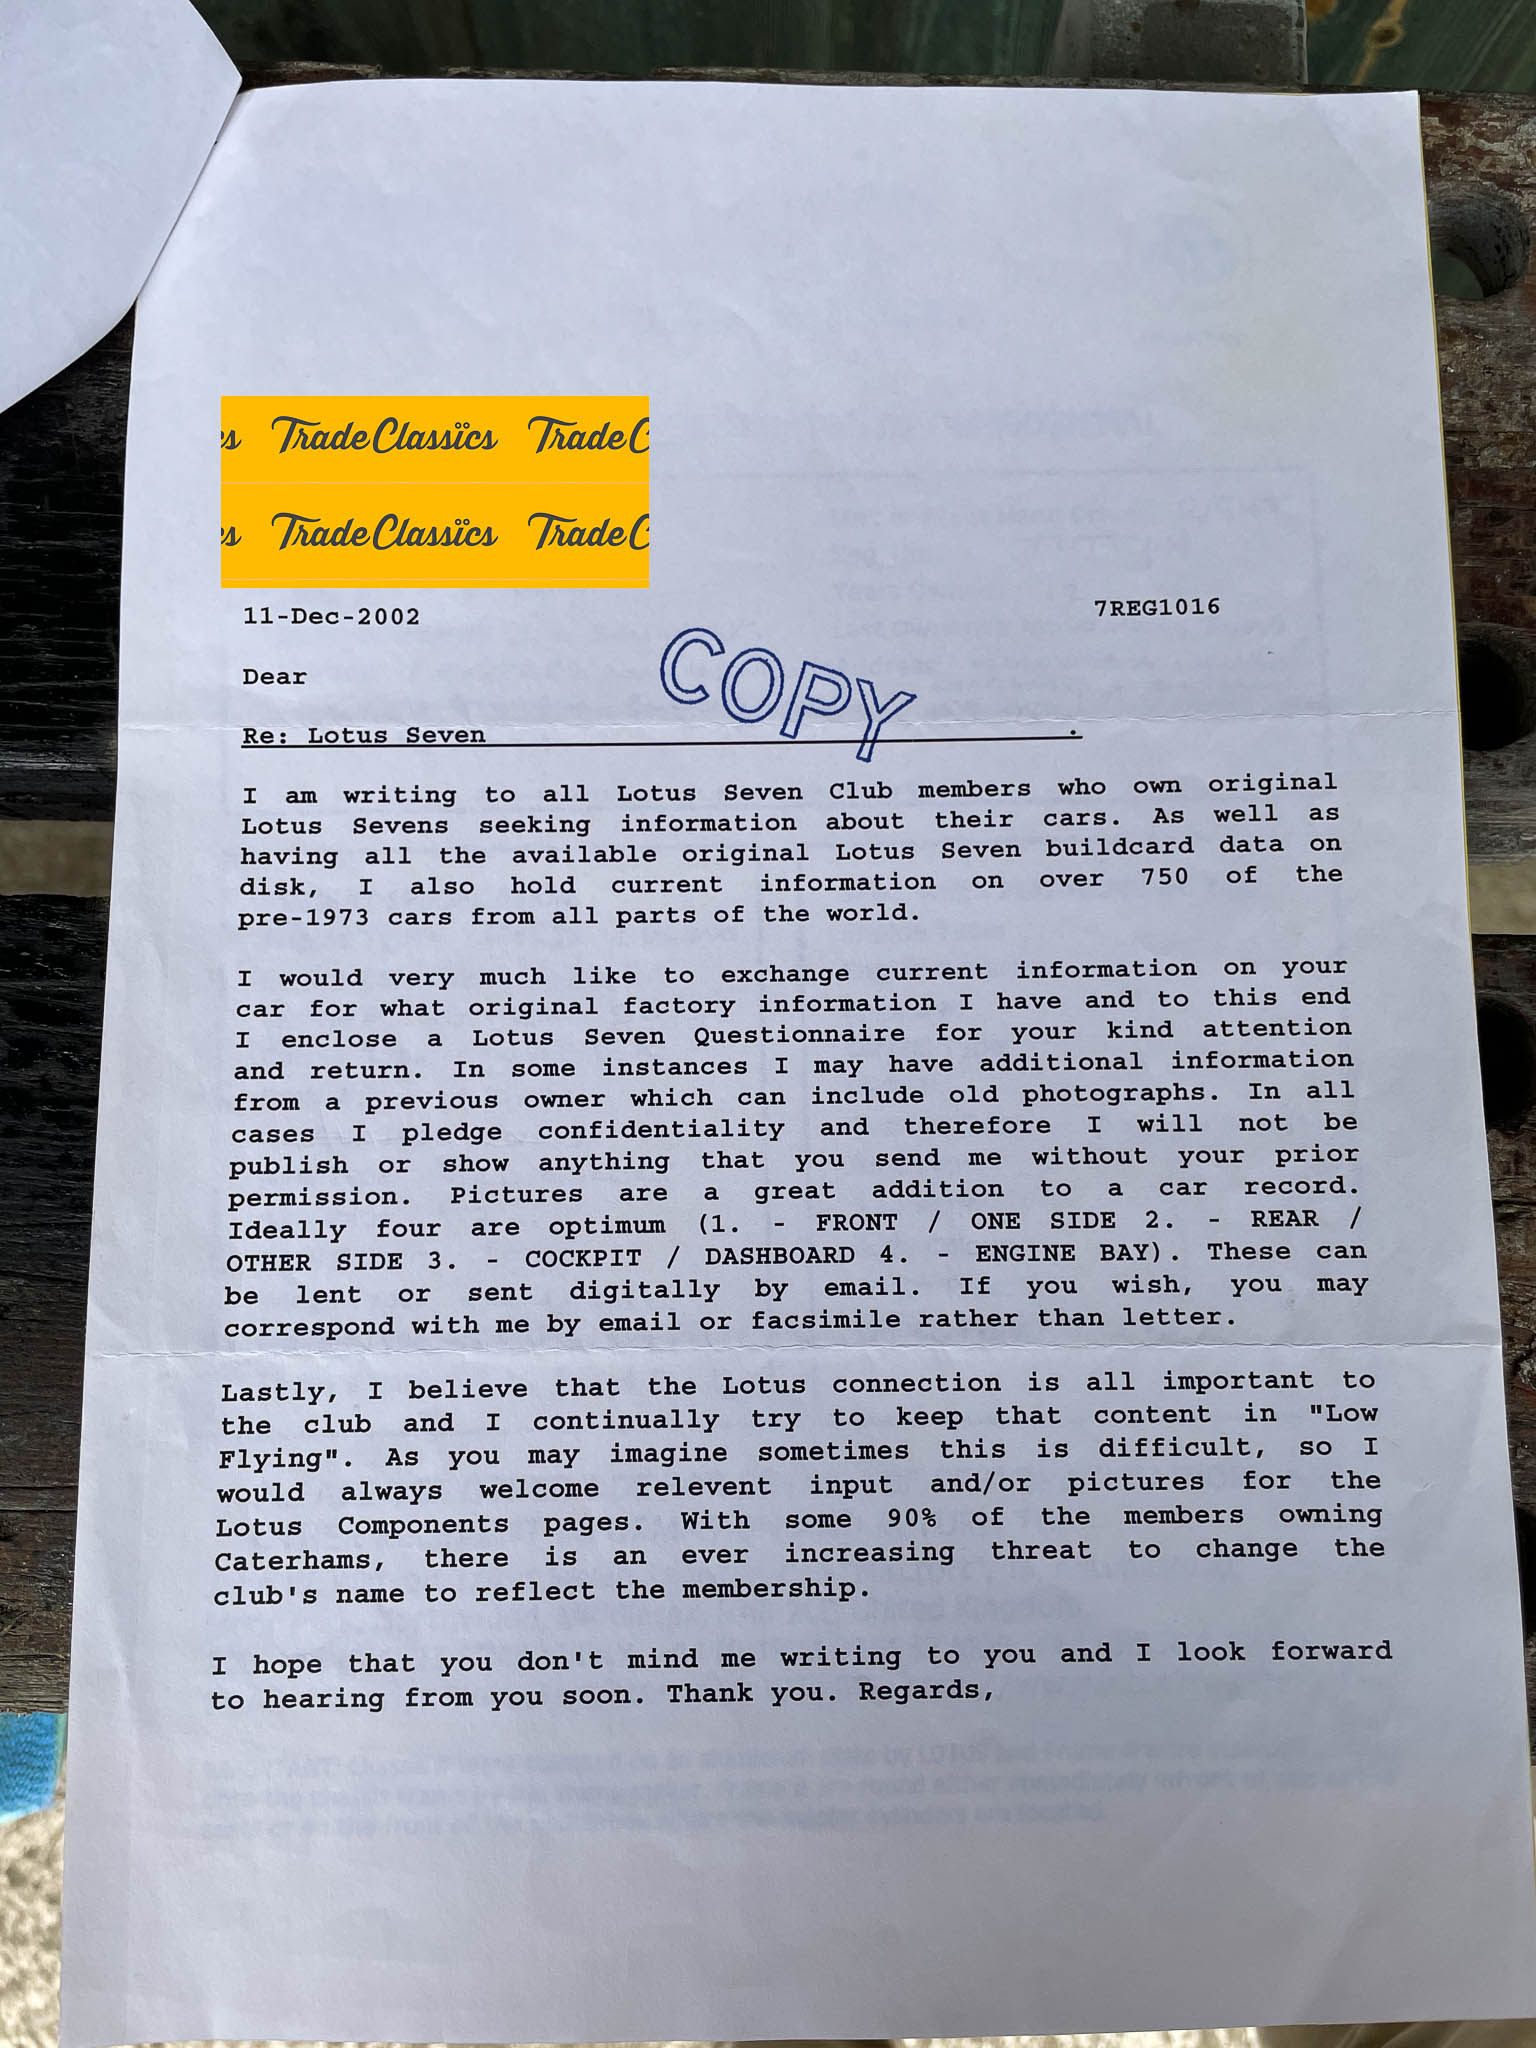 es TradeClassics TradeC
es TradeClassics TradeC
11-Dec-2002 7REG1016
COPY
Dear
Re: Lotus Seven .
I am writing to all Lotus Seven Club members who own original
Lotus Sevens seeking information about their cars. As well as
having all the available original Lotus Seven buildcard data on
disk, I also hold current information on over 750 of the
pre-1973 cars from all parts of the world.
I would very much like to exchange current information on your
car for what original factory information I have and to this end
I enclose a Lotus Seven Questionnaire for your kind attention
and return. In some instances I may have additional information
from a previous owner which can include old photographs. In all
cases I pledge confidentiality and therefore I will not be
publish or show anything that you send me without your prior
permission. Pictures are a great addition to a car record.
Ideally four are optimum (1. - FRONT / ONE SIDE 2. - REAR /
OTHER SIDE 3. - COCKPIT / DASHBOARD 4. - ENGINE BAY). These can
be lent or sent digitally by email. If you wish, you may
correspond with me by email or facsimile rather than letter.
Lastly, I believe that the Lotus connection is all important to
the club and I continually try to keep that content in "Low
Flying". As you may imagine sometimes this is difficult, so I
would always welcome relevent input and/or pictures for the
Lotus Components pages. With some 90% of the members owning
Caterhams, there is an ever increasing threat to change the
club's name to reflect the membership.
I hope that you don't mind me writing to you and I look forward
to hearing from you soon. Thank you. Regards,